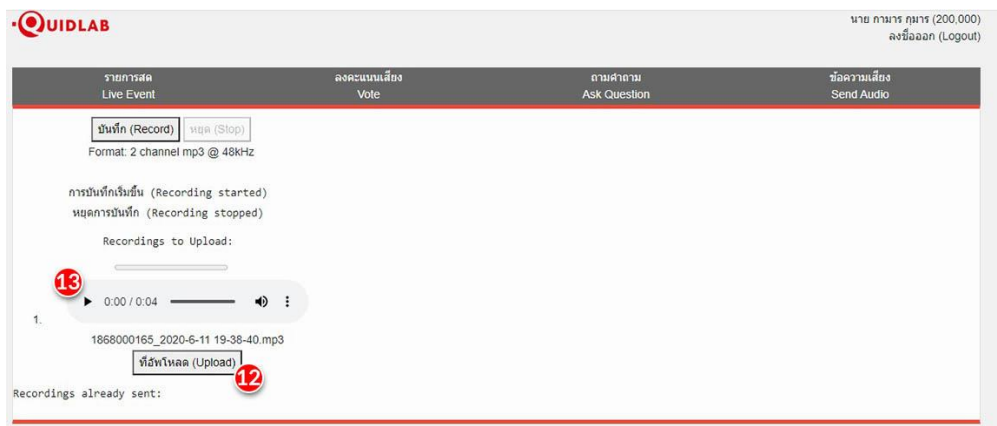 QUIDLAB
นาย กามาร กุมาร (200,000)
ลงชื่อออก (Logout)
รายการสด
Live Event
ลงคะแนนเสียง
Vote
ถามคำถาม
Ask Question
ข้อความเสียง
Send Audio
บันทึก (Record) หยุด (Stop)
Format: 2 channel mp3 @ 48kHz
การบันทึกเริ่มขึ้น (Recording started)
หยุดการบันทึก (Recording stopped)
Recordings to Upload:
13
0:00 / 0:04
1.
1868000165_2020-6-11 19-38-40.mp3
ที่อัพโหลด (Upload)
12
Recordings already sent: